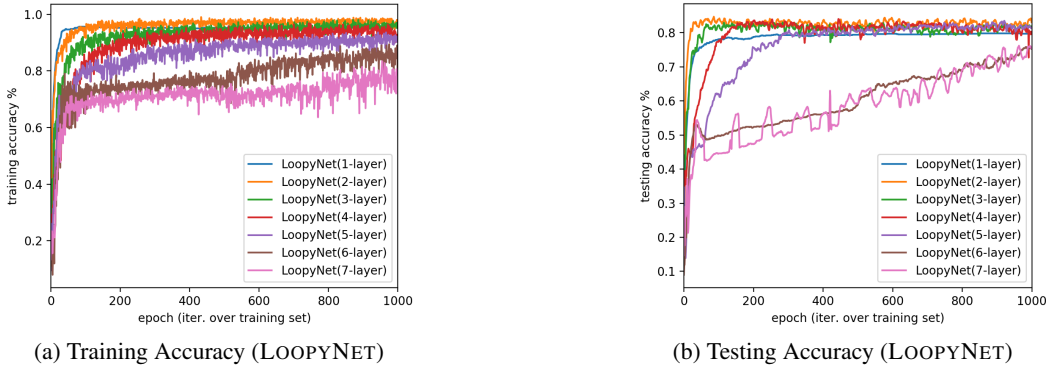 training accuracy %
1.0
0.8
0.6
0.4
0.2
LoopyNet(1-layer)
LoopyNet(2-layer)
LoopyNet(3-layer)
LoopyNet(4-layer)
LoopyNet(5-layer)
LoopyNet(6-layer)
LoopyNet(7-layer)
0 200 400 600 800 1000
epoch (iter. over training set)
(a) Training Accuracy (LOOPYNET)
testing accuracy %
0.8
0.7
0.6
0.5
0.4
0.3
0.2
0.1
LoopyNet(1-layer)
LoopyNet(2-layer)
LoopyNet(3-layer)
LoopyNet(4-layer)
LoopyNet(5-layer)
LoopyNet(6-layer)
LoopyNet(7-layer)
0 200 400 600 800 1000
epoch (iter. over training set)
(b) Testing Accuracy (LOOPYNET)